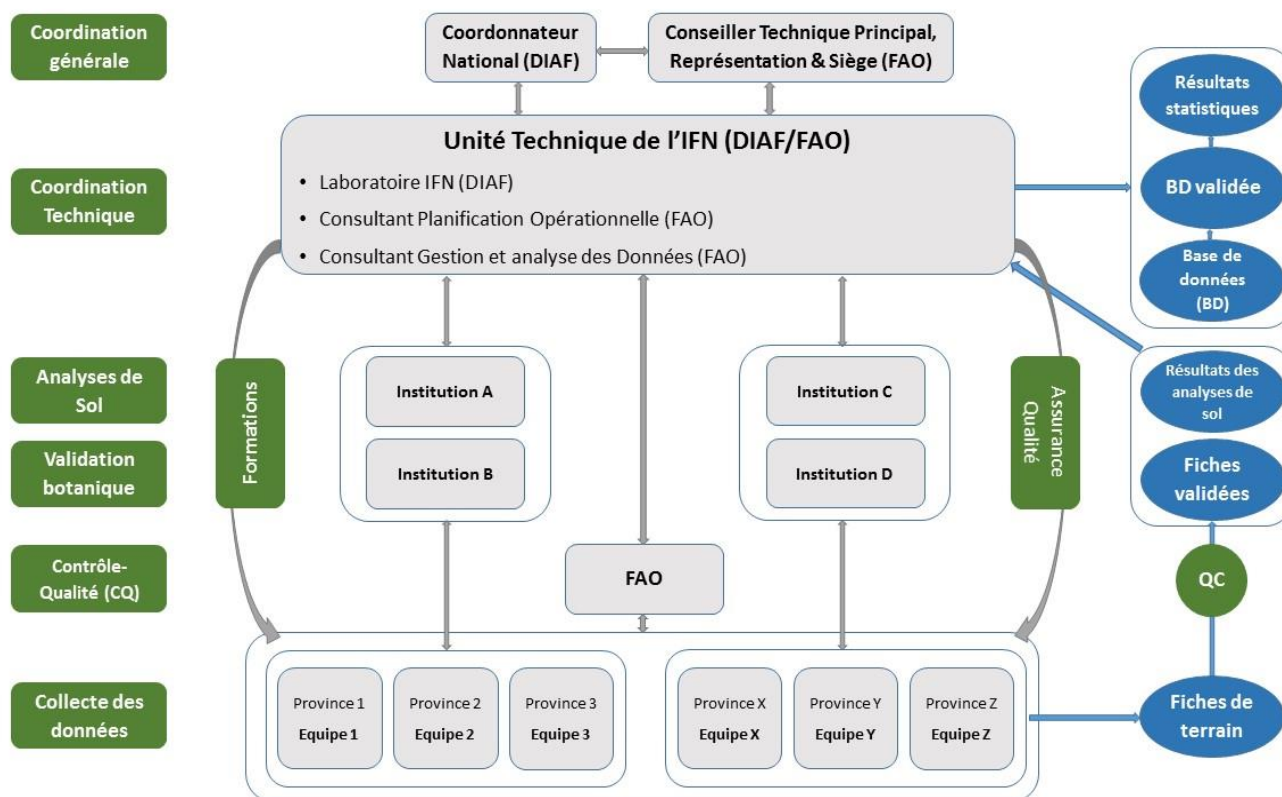 Coordination
générale
Coordonnateur
National (DIAF)
Conseiller Technique Principal,
Représentation & Siège (FAO)
Coordination
Technique
Unité Technique de l'IFN (DIAF/FAO)
• Laboratoire IFN (DIAF)
• Consultant Planification Opérationnelle (FAO)
• Consultant Gestion et analyse des Données (FAO)
Résultats
statistiques
BD validée
Base de
données
(BD)
Analyses de
Sol
Validation
botanique
Formations
Institution A
Institution B
Institution C
Institution D
Assurance
Qualité
Résultats des
analyses de
sol
Fiches
validées
Contrôle-
Qualité (CQ)
FAO
QC
Collecte des
données
Province 1
Equipe 1
Province 2
Equipe 2
Province 3
Equipe 3
Province X
Equipe X
Province Y
Equipe Y
Province Z
Equipe Z
Fiches de
terrain